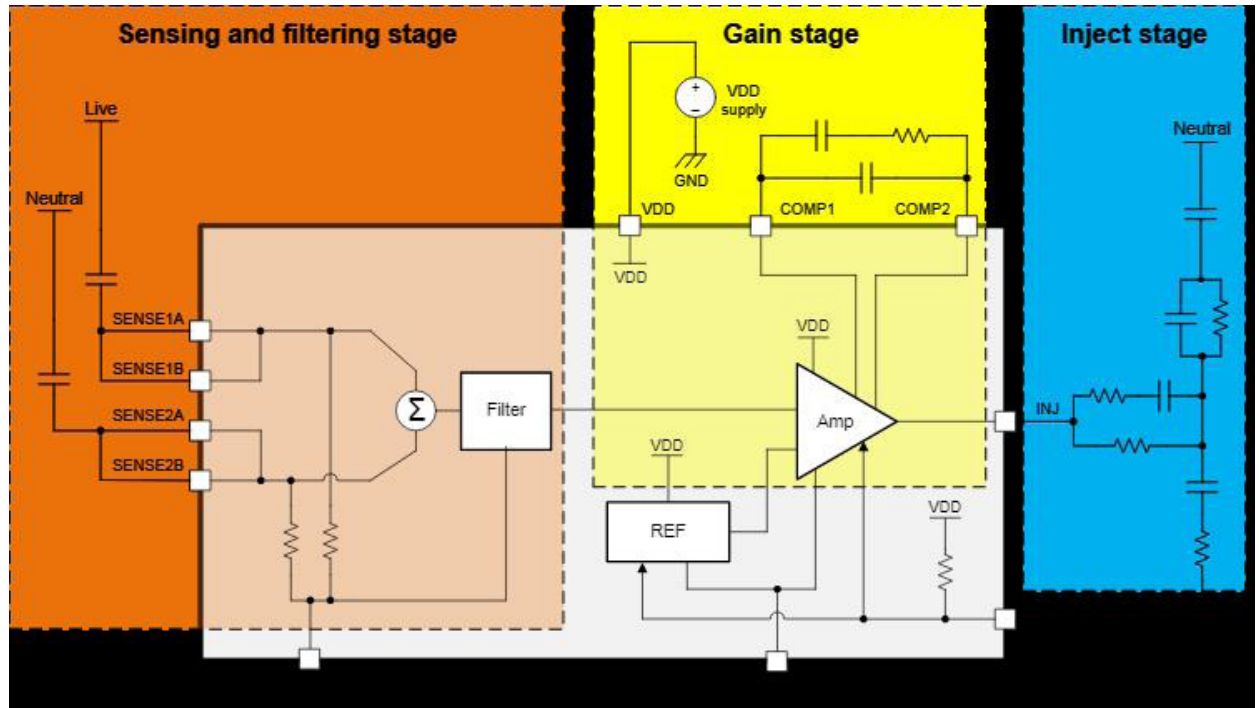 Sensing and filtering stage
Gain stage
Inject stage
Live
Neutral
VDD
supply
GND
Neutral
VDD
COMP1
COMP2
VDD
SENSE1A
SENSE1B
SENSE2A
SENSE2B
Σ
Filter
VDD
Amp
INJ
VDD
REF
VDD